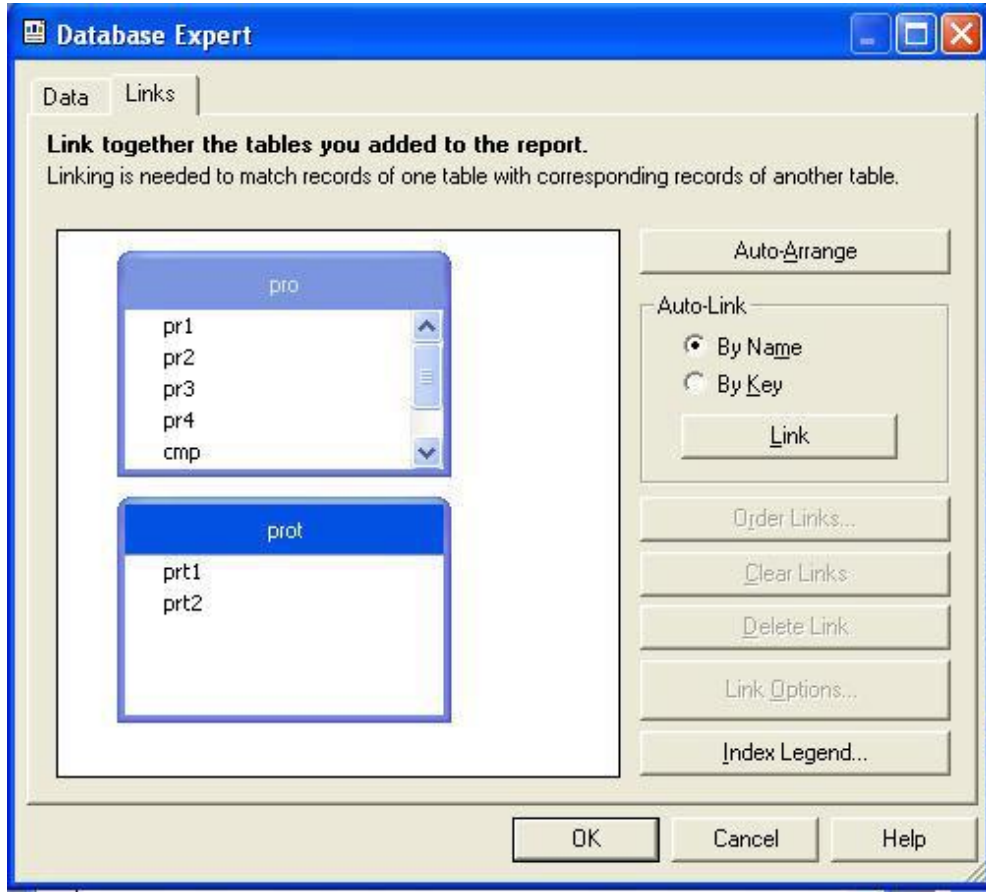 Database Expert
Data
Links
Link together the tables you added to the report.
Linking is needed to match records of one table with corresponding records of another table.
pro
pr1
pr2
pr3
pr4
cmp
prot
prt1
prt2
Auto-Arrange
Auto-Link
By Name
By Key
Link
Order Links...
Clear Links
Delete Link
Link Options...
Index Legend...
OK
Cancel
Help